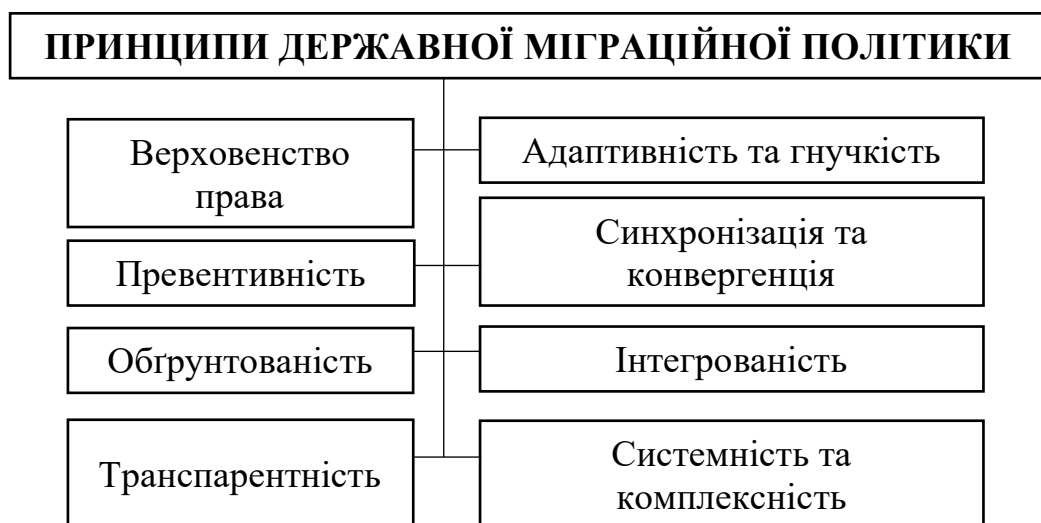 ПРИНЦИПИ ДЕРЖАВНОЇ МІГРАЦІЙНОЇ ПОЛІТИКИ
Верховенство
права
Адаптивність та гнучкість
Превентивність
Синхронізація та
конвергенція
Обґрунтованість
Інтегрованість
Транспарентність
Системність та
комплексність